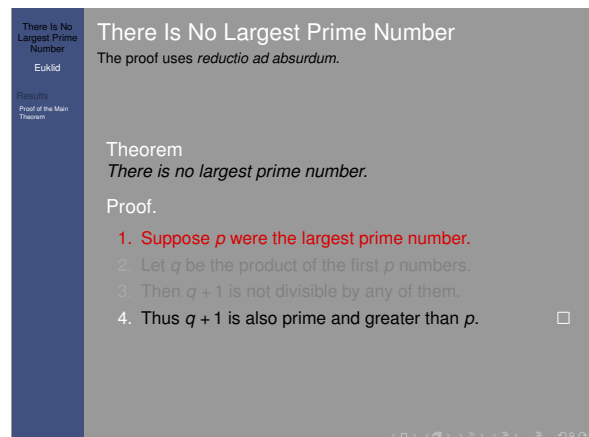 There Is No
Largest Prime
Number
Euklid
Results
Proof of the Main
Theorem
There Is No Largest Prime Number
The proof uses reductio ad absurdum.
Theorem
There is no largest prime number.
Proof.
1. Suppose p were the largest prime number.
2. Let q be the product of the first p numbers.
3. Then q + 1 is not divisible by any of them.
4. Thus q + 1 is also prime and greater than p. □